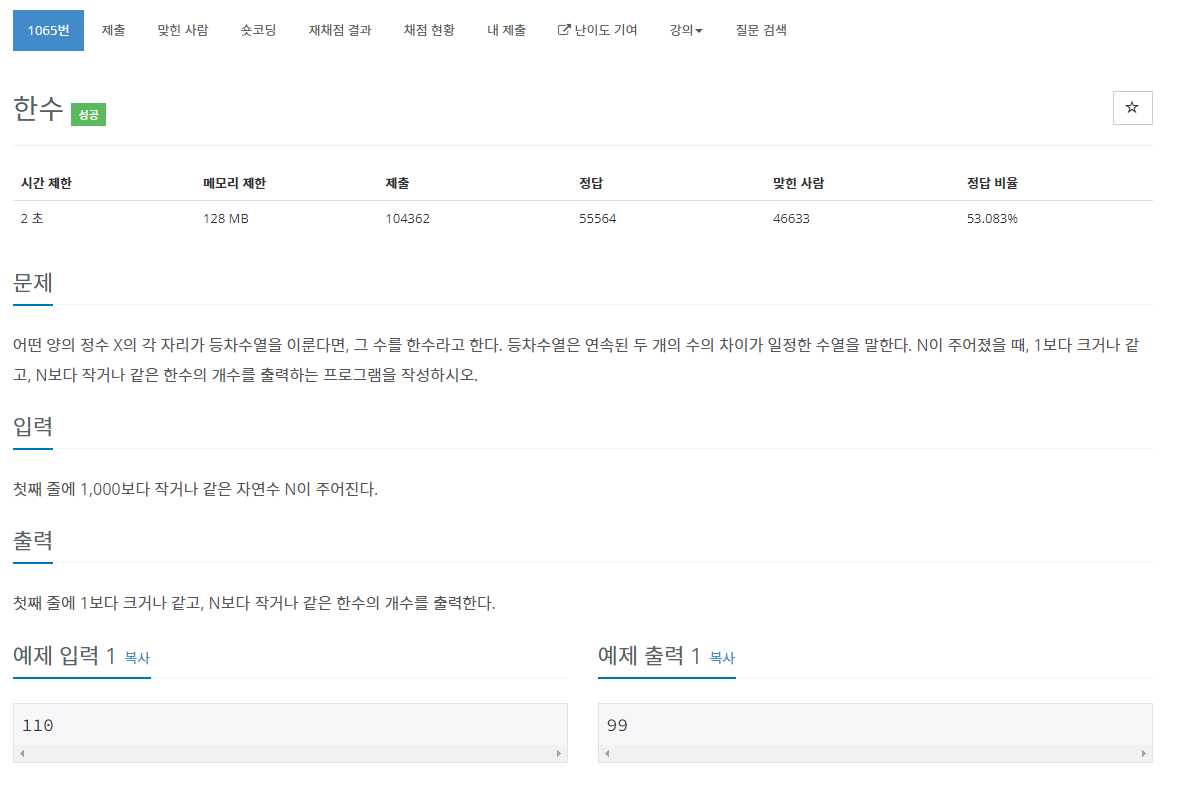 1065번 제출 맞힌 사람 숏코딩 재채점 결과 채점 현황 내 제출 난이도 기여 강의 질문 검색
한수 성공
시간 제한 메모리 제한 제출 정답 맞힌 사람 정답 비율
2 초 128 MB 104362 55564 46633 53.083%
문제
어떤 양의 정수 X의 각 자리가 등차수열을 이룬다면, 그 수를 한수라고 한다. 등차수열은 연속된 두 개의 수의 차이가 일정한 수열을 말한다. N이 주어졌을 때, 1보다 크거나 같
고, N보다 작거나 같은 한수의 개수를 출력하는 프로그램을 작성하시오.
입력
첫째 줄에 1,000보다 작거나 같은 자연수 N이 주어진다.
출력
첫째 줄에 1보다 크거나 같고, N보다 작거나 같은 한수의 개수를 출력한다.
예제 입력 1 복사 예제 출력 1 복사
110 99